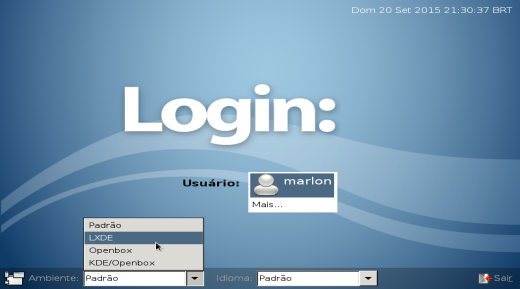 Dom 20 Set 2015 21:30:37 BRT
Login:
Usuário: marlon
Mais...
Padrão
LXDE
Openbox
KDE/Openbox
Ambiente: Padrão Idioma: Padrão Sair